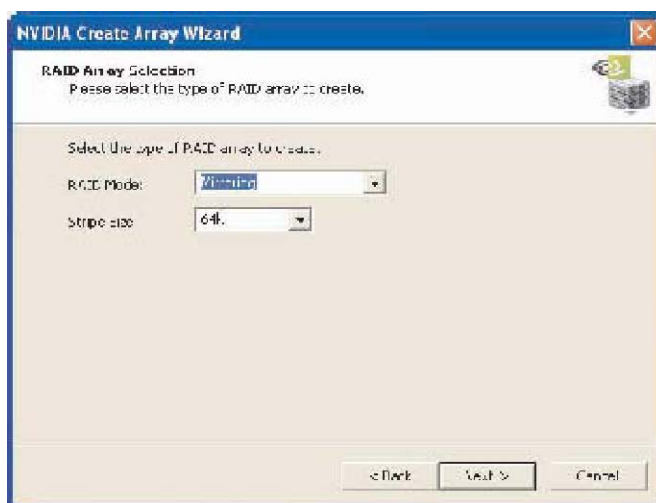 NVIDIA Create Array Wizard
RAID Array Selection
Please select the type of RAID array to create.
Select the type of RAID array to create.
RAID Mode: Mirroring
Stripe Size 64k
< Back Next > Cancel